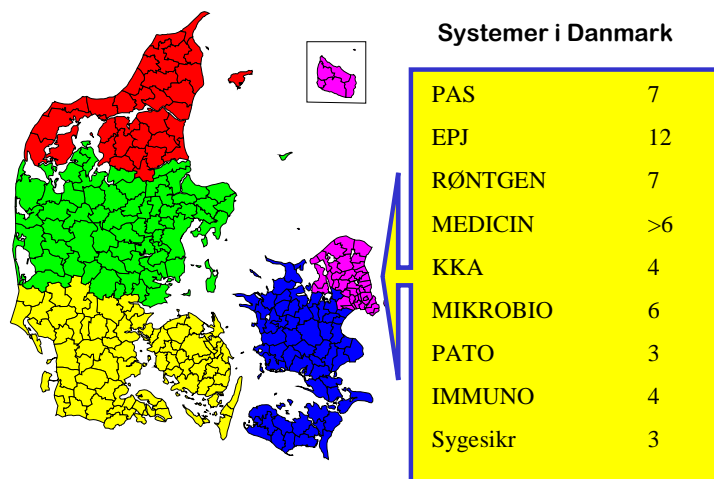 Systemer i Danmark
PAS 7
EPJ 12
RØNTGEN 7
MEDICIN >6
KKA 4
MIKROBIO 6
PATO 3
IMMUNO 4
Sygesikr 3